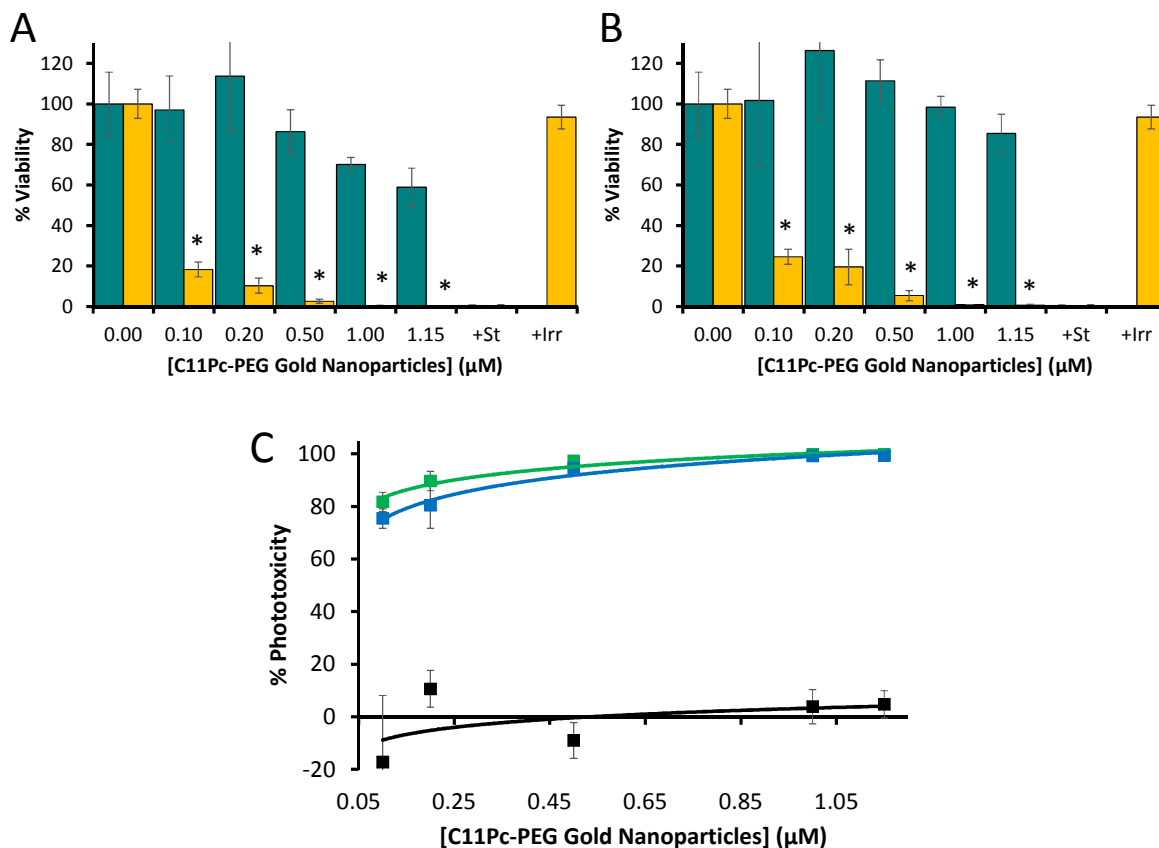 A
B
% Viability
120
100
80
60
40
20
0
0.00 0.10 0.20 0.50 1.00 1.15 +St +Irr
[C11Pc-PEG Gold Nanoparticles] (µM)
* * * * *
% Viability
120
100
80
60
40
20
0
0.00 0.10 0.20 0.50 1.00 1.15 +St +Irr
[C11Pc-PEG Gold Nanoparticles] (µM)
* * * * *
C
% Phototoxicity
100
80
60
40
20
0
-20
0.05 0.25 0.45 0.65 0.85 1.05
[C11Pc-PEG Gold Nanoparticles] (µM)